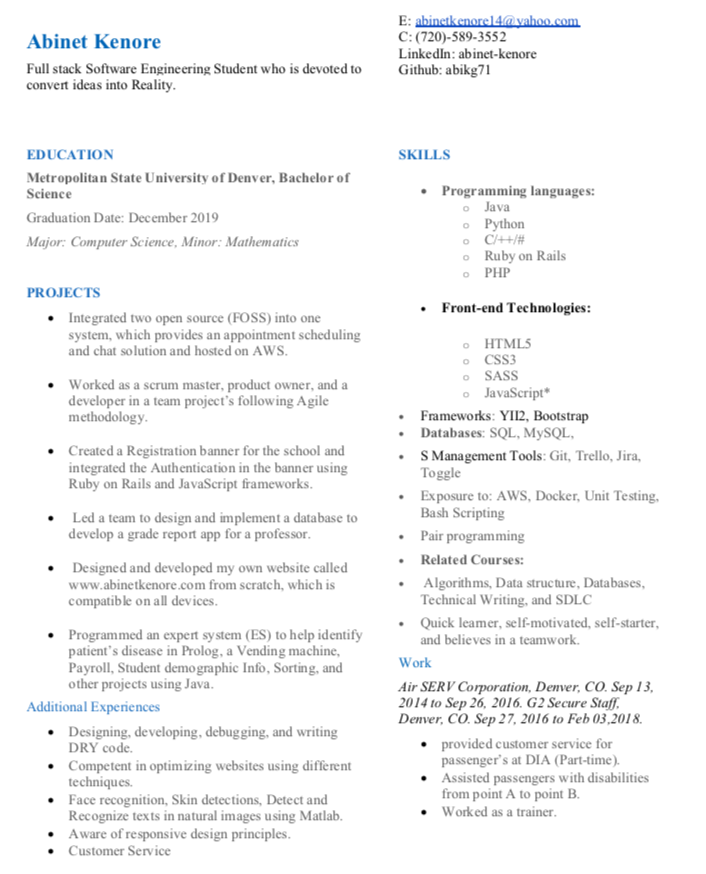 Abinet Kenore
Full stack Software Engineering Student who is devoted to
convert ideas into Reality.
E: abinetkenore14@yahoo.com
C: (720)-589-3552
LinkedIn: abinet-kenore
Github: abikg71
EDUCATION
Metropolitan State University of Denver, Bachelor of
Science
Graduation Date: December 2019
Major: Computer Science, Minor: Mathematics
PROJECTS
• Integrated two open source (FOSS) into one
system, which provides an appointment scheduling
and chat solution and hosted on AWS.
• Worked as a scrum master, product owner, and a
developer in a team project's following Agile
methodology.
• Created a Registration banner for the school and
integrated the Authentication in the banner using
Ruby on Rails and JavaScript frameworks.
• Led a team to design and implement a database to
develop a grade report app for a professor.
• Designed and developed my own website called
www.abinetkenore.com from scratch, which is
compatible on all devices.
• Programmed an expert system (ES) to help identify
patient's disease in Prolog, a Vending machine,
Payroll, Student demographic Info, Sorting, and
other projects using Java.
Additional Experiences
• Designing, developing, debugging, and writing
DRY code.
• Competent in optimizing websites using different
techniques.
• Face recognition, Skin detections, Detect and
Recognize texts in natural images using Matlab.
• Aware of responsive design principles.
• Customer Service
SKILLS
• Programming languages:
o Java
o Python
o C/++/#
o Ruby on Rails
o PHP
• Front-end Technologies:
o HTML5
o CSS3
o SASS
o JavaScript*
• Frameworks: YII2, Bootstrap
• Databases: SQL, MySQL,
• S Management Tools: Git, Trello, Jira,
Toggle
• Exposure to: AWS, Docker, Unit Testing,
Bash Scripting
• Pair programming
• Related Courses:
• Algorithms, Data structure, Databases,
Technical Writing, and SDLC
• Quick learner, self-motivated, self-starter,
and believes in a teamwork.
Work
Air SERV Corporation, Denver, CO. Sep 13,
2014 to Sep 26, 2016. G2 Secure Staff,
Denver, CO. Sep 27, 2016 to Feb 03,2018.
• provided customer service for
passenger's at DIA (Part-time).
• Assisted passengers with disabilities
from point A to point B.
• Worked as a trainer.